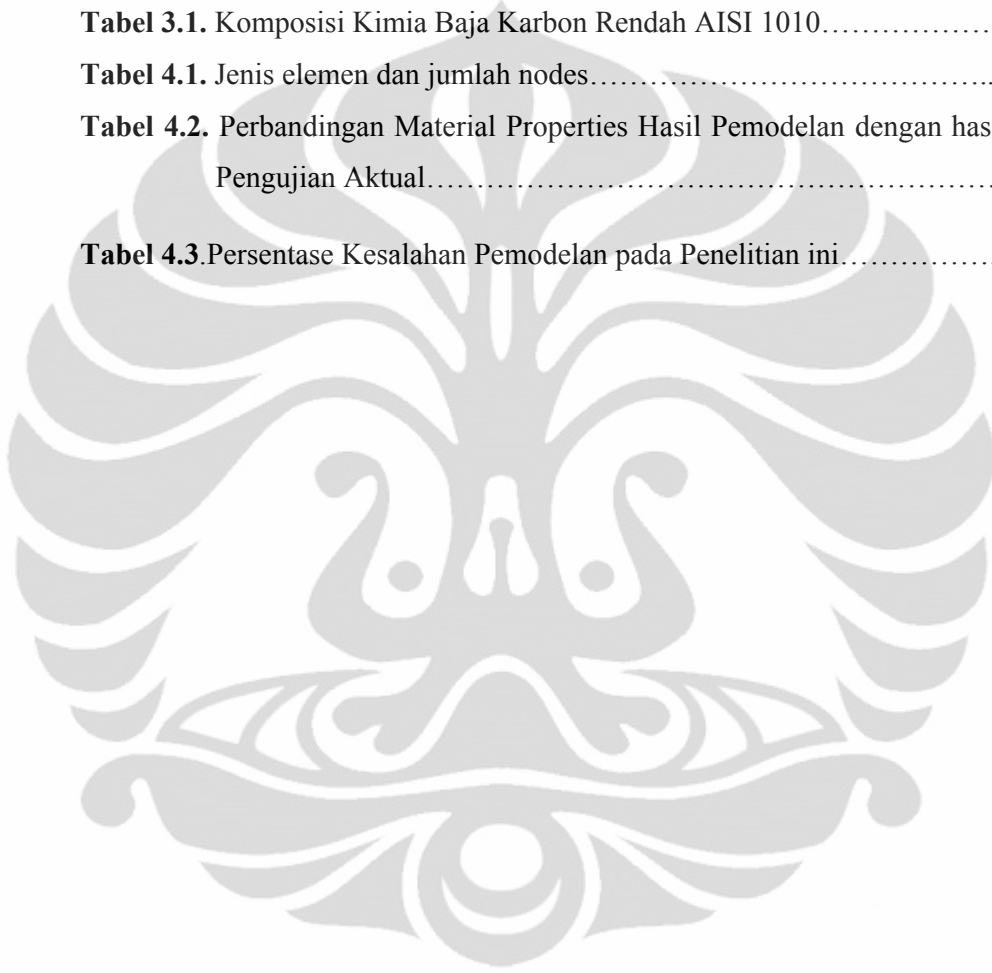 Tabel 3.1. Komposisi Kimia Baja Karbon Rendah AISI 1010………………
Tabel 4.1. Jenis elemen dan jumlah nodes…………………………………..
Tabel 4.2. Perbandingan Material Properties Hasil Pemodelan dengan has
Pengujian Aktual…………………………………………………
Tabel 4.3.Persentase Kesalahan Pemodelan pada Penelitian ini……………